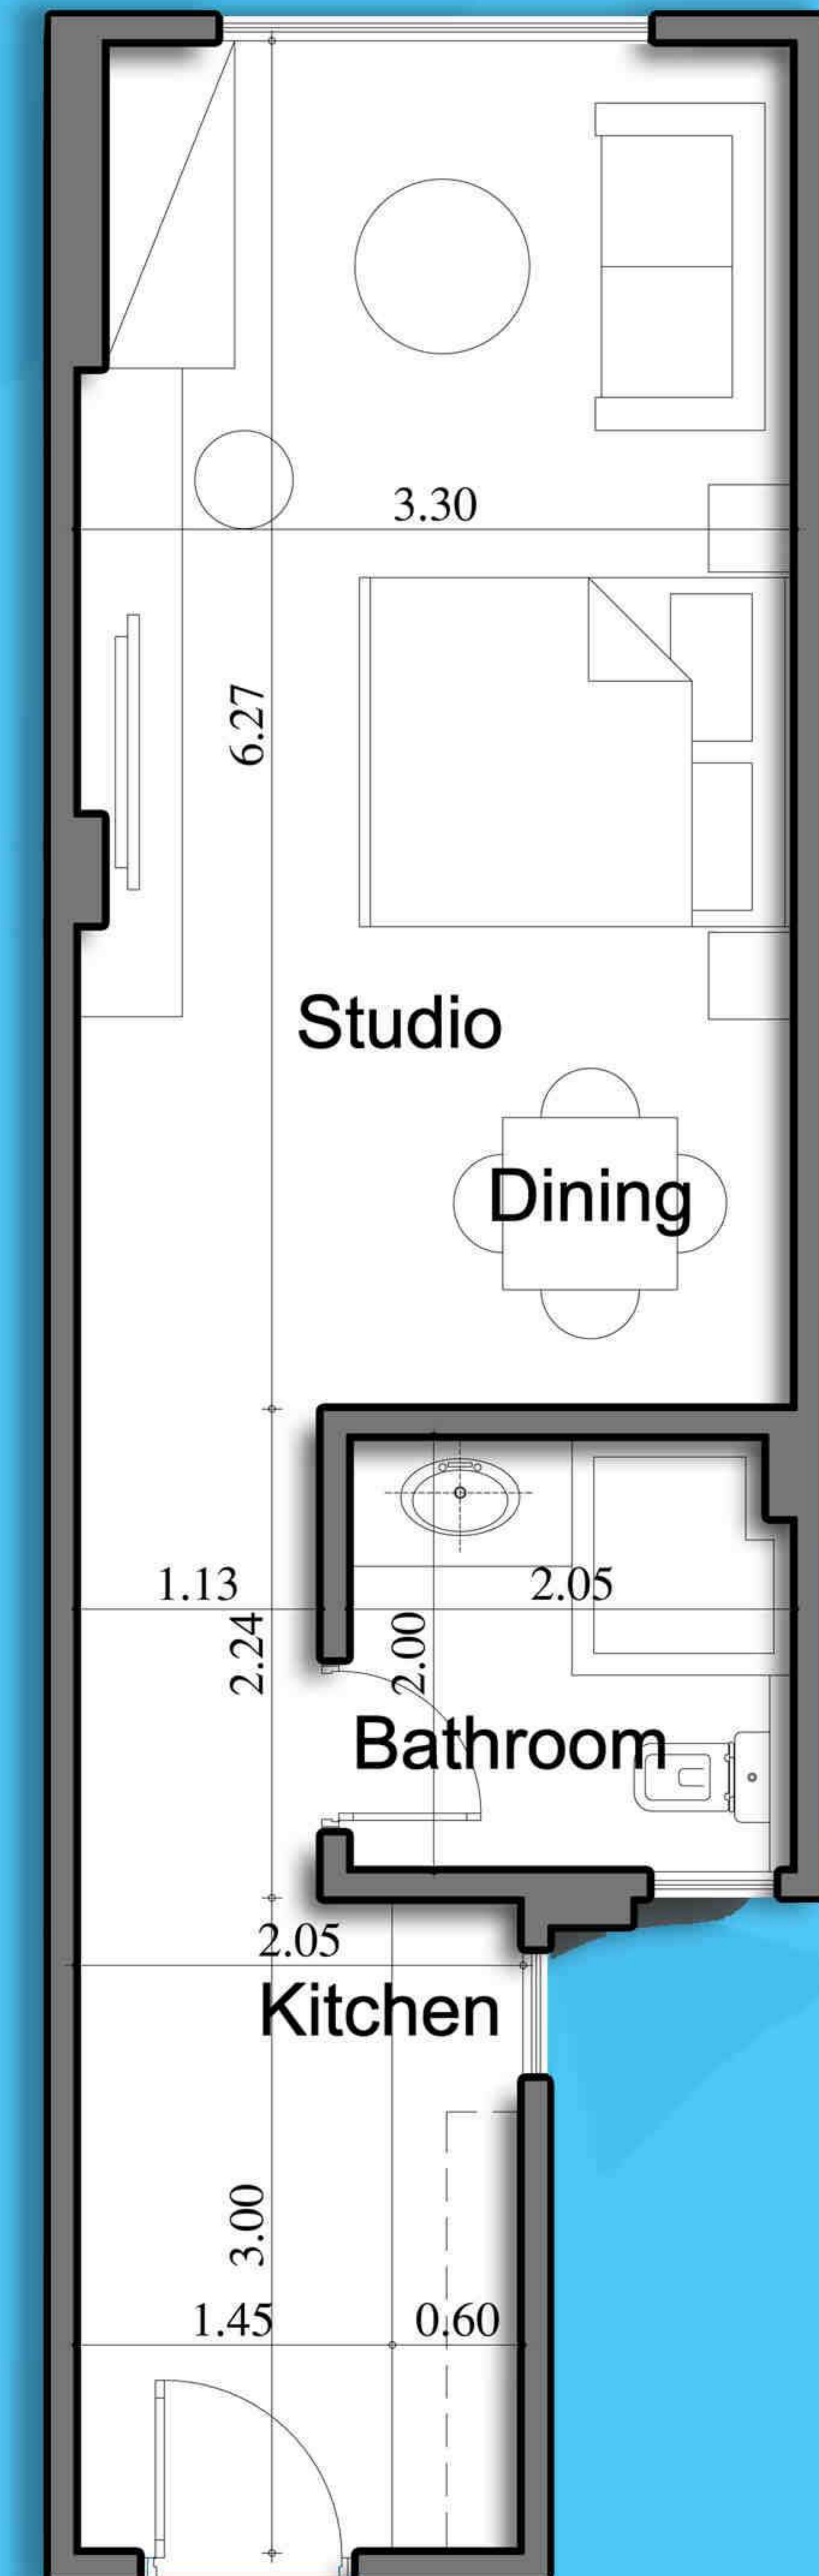 3.30
6.27
Studio
Dining
1.13
2.05
2.24
2.00
Bathroom
2.05
Kitchen
3.00
1.45
0.60